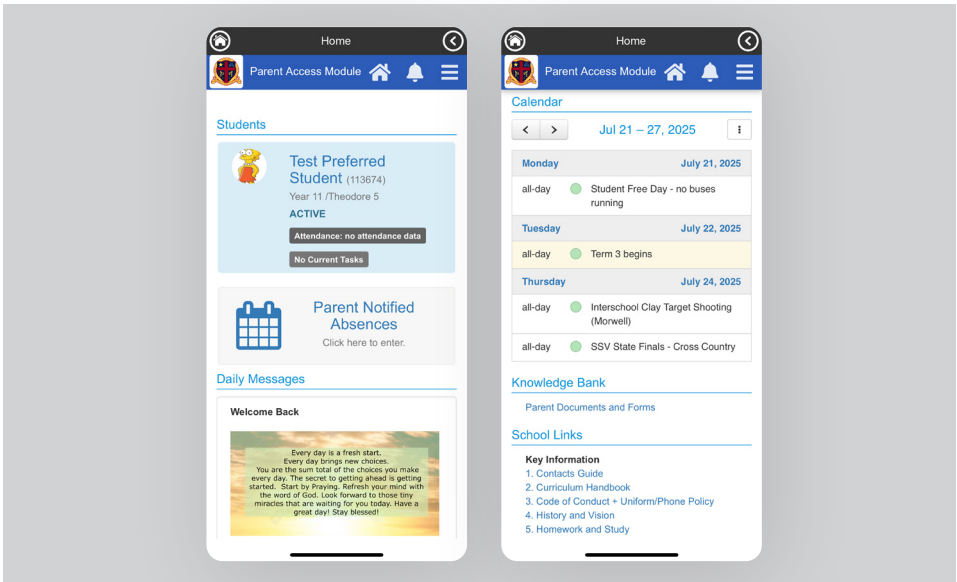 Home
Parent Access Module
Students
Test Preferred
Student (113674)
Year 11 /Theodore 5
ACTIVE
Attendance: no attendance data
No Current Tasks
Parent Notified
Absences
Click here to enter.
Daily Messages
Welcome Back
Every day is a fresh start.
Every day brings new choices.
You are the sum total of the choices you make
every day. The secret to getting ahead is getting
started. Start by Praying. Refresh your mind with
the word of God. Look forward to those tiny
miracles that are waiting for you today. Have a
great day! Stay blessed!
Home
Parent Access Module
Calendar
Jul 21 – 27, 2025
Monday July 21, 2025
all-day Student Free Day - no buses
running
Tuesday July 22, 2025
all-day Term 3 begins
Thursday July 24, 2025
all-day Interschool Clay Target Shooting
(Morwell)
all-day SSV State Finals - Cross Country
Knowledge Bank
Parent Documents and Forms
School Links
Key Information
1. Contacts Guide
2. Curriculum Handbook
3. Code of Conduct + Uniform/Phone Policy
4. History and Vision
5. Homework and Study